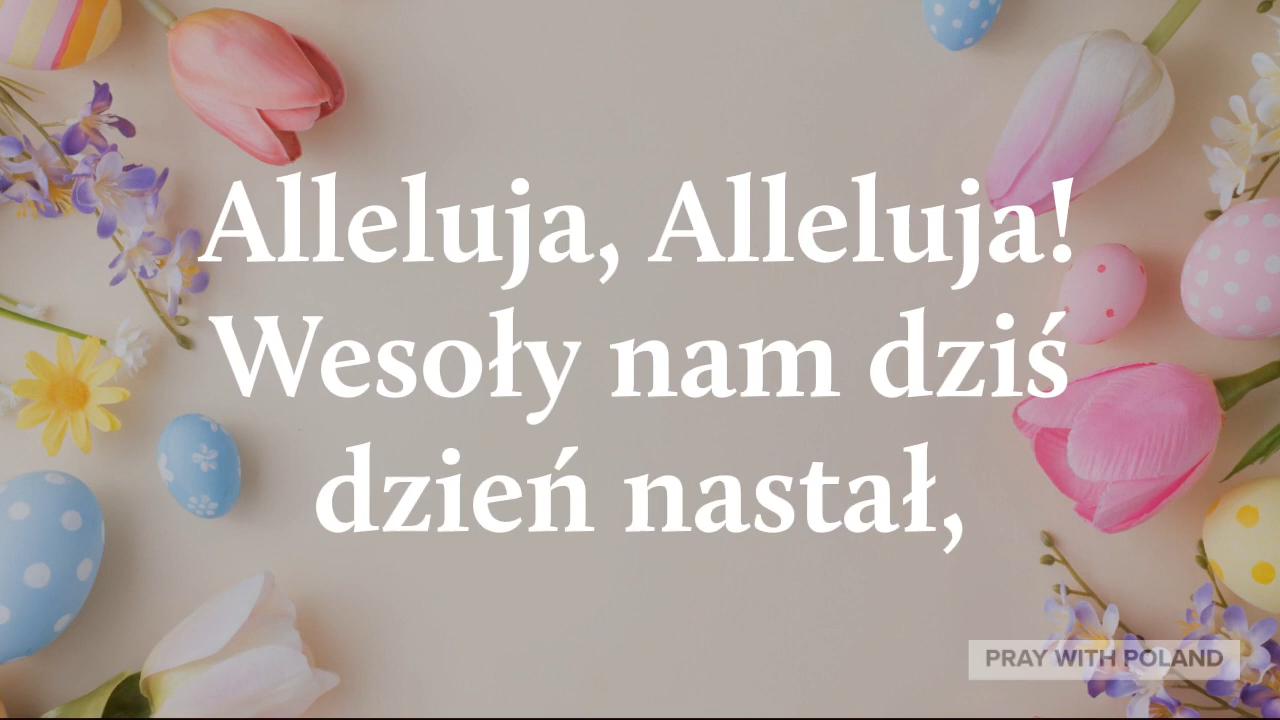 Alleluja, Alleluja!
Wesoły nam dziś
dzień nastał,
PRAY WITH POLAND